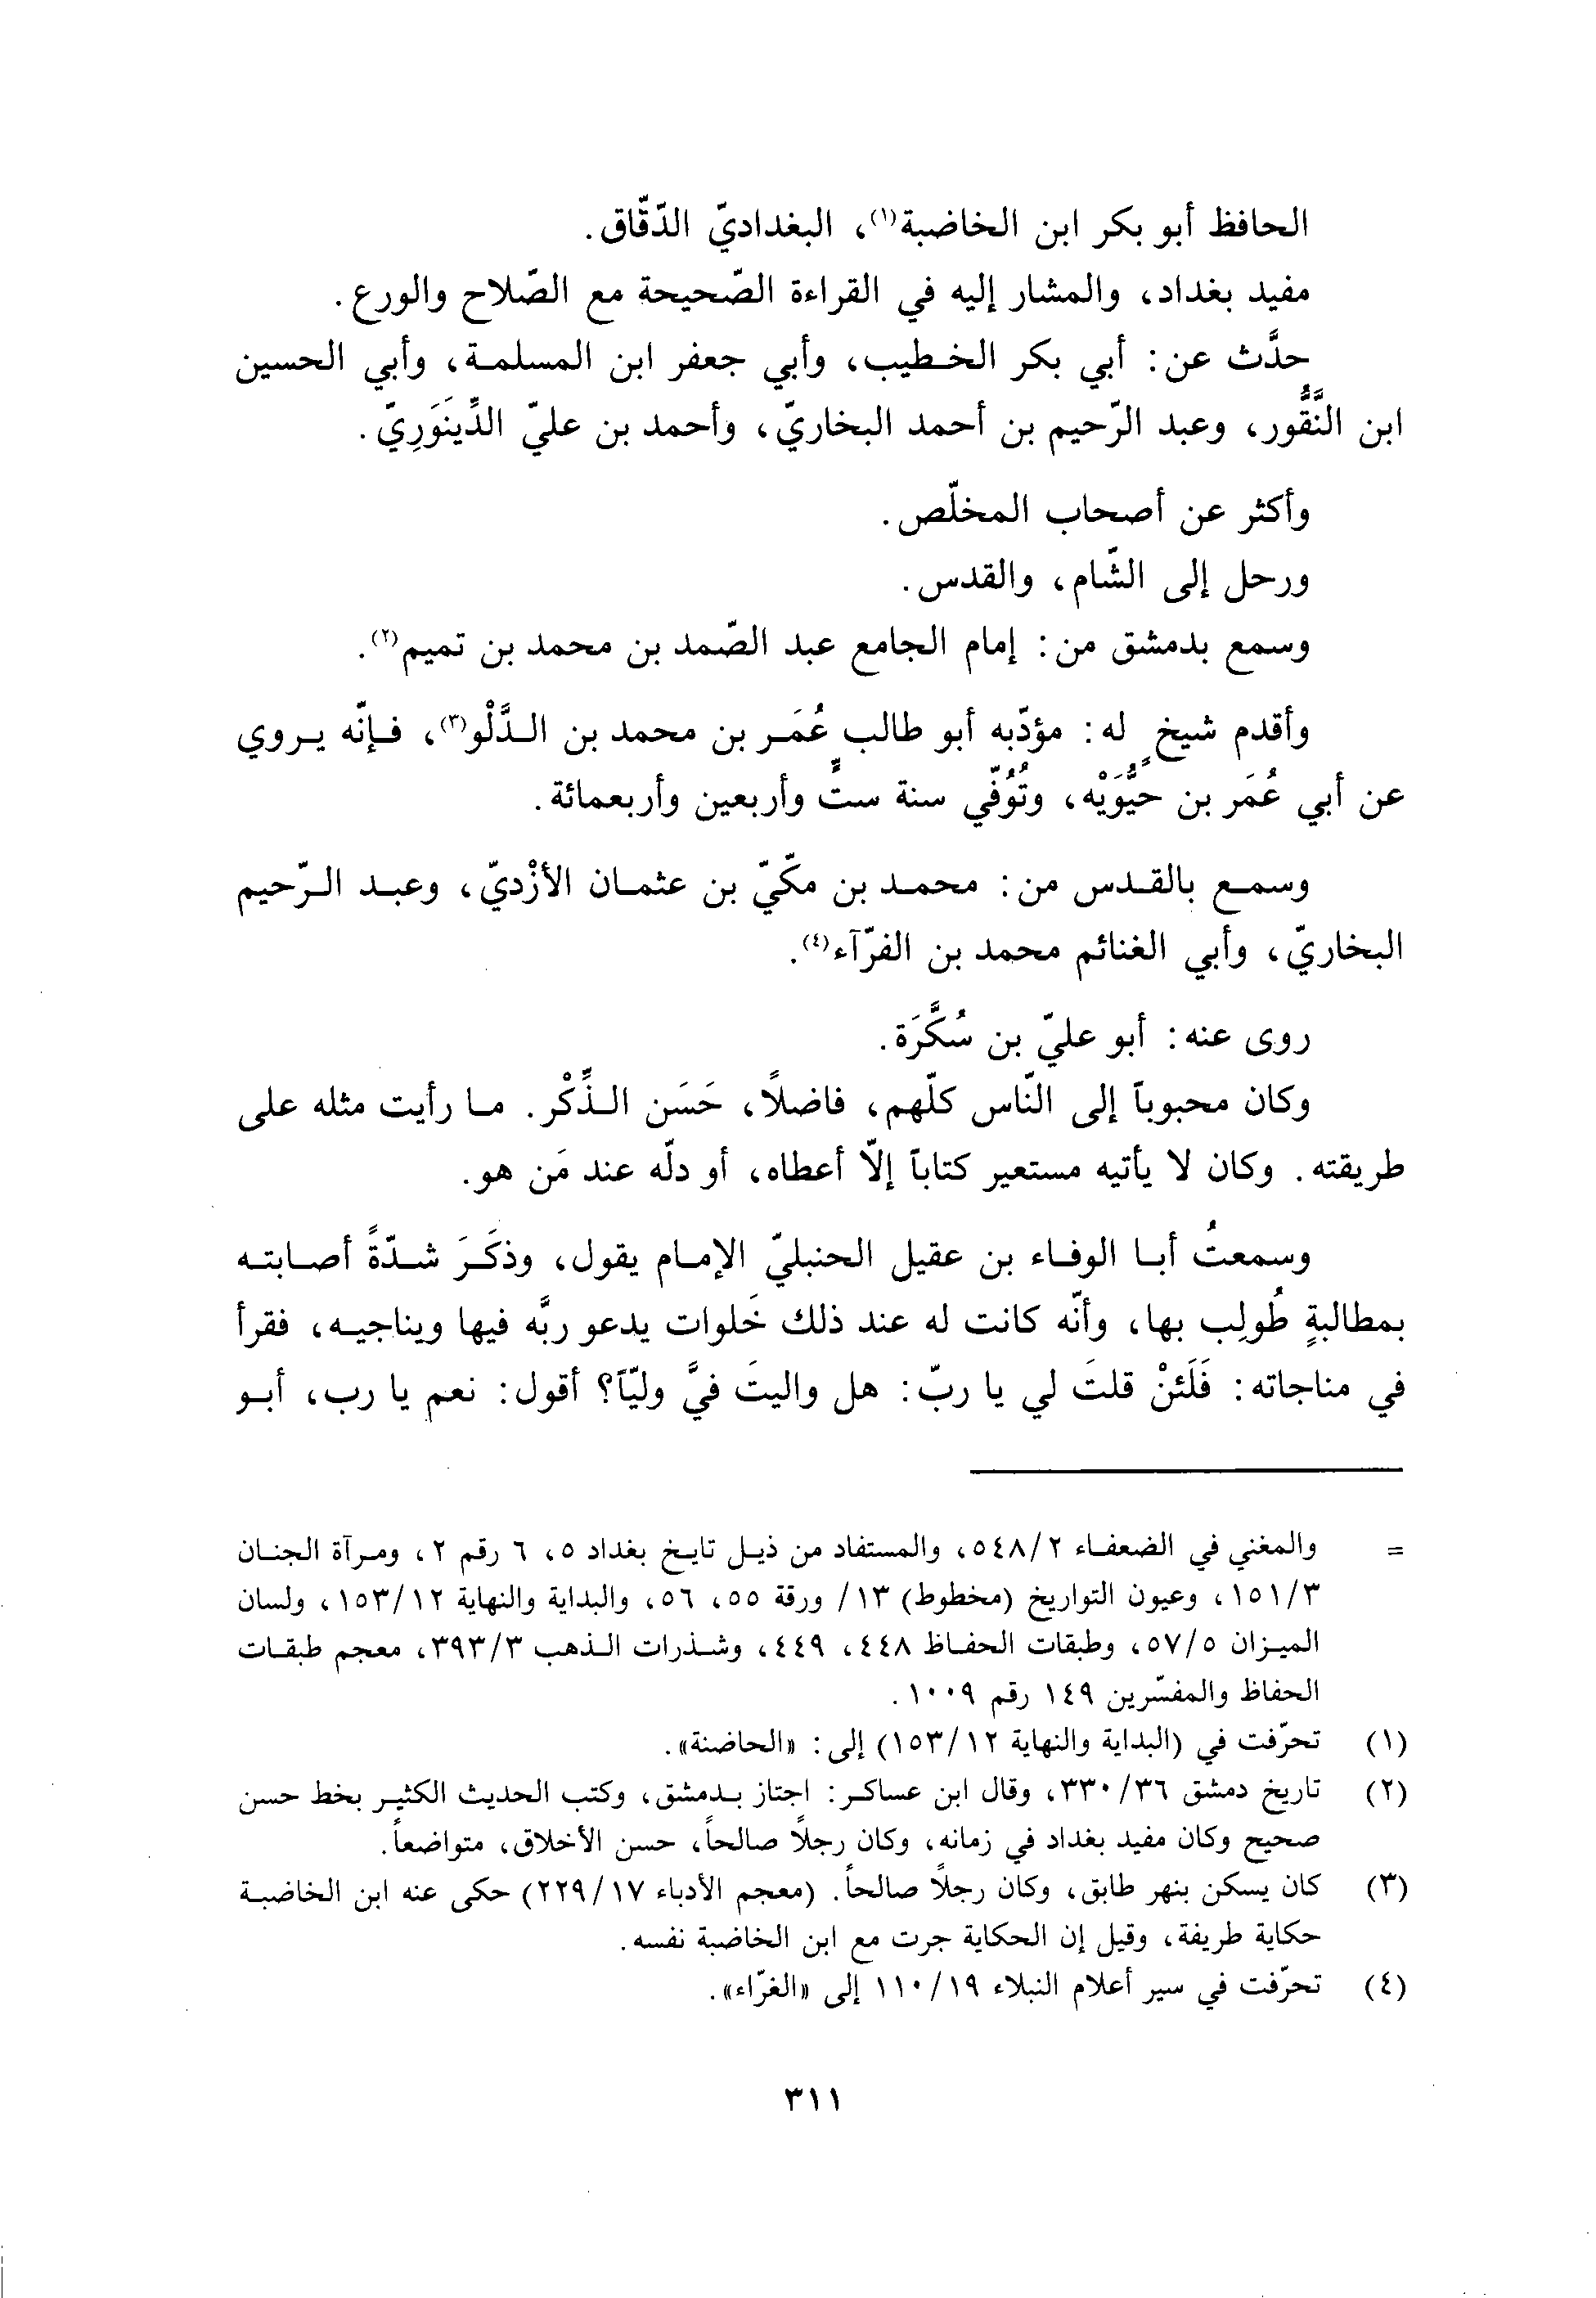 الحافظ أبو بكر ابن الخاضبة(١)، البغداديّ الدّقّاق.
مفيد بغداد، والمشار إليه في القراءة الصّحيحة مع الصّلاح والورع.
حدَّث عن: أبي بكر الخطيب، وأبي جعفر ابن المسلمة، وأبي الحسين
ابن النَّقُّور، وعبد الرّحيم بن أحمد البخاريّ، وأحمد بن عليّ الدِّينَوَرِيّ.
وأكثر عن أصحاب المخلّص.
ورحل إلى الشّام، والقدس.
وسمع بدمشق من: إمام الجامع عبد الصّمد بن محمد بن تميم(٢).
وأقدم شيخٍ له: مؤدّبه أبو طالب عُمَر بن محمد بن الدَّلْو(٣)، فإنّه يروي
عن أبي عُمَر بن حَيُّوَيْه، وتُوُفّي سنة ستٍّ وأربعين وأربعمائة.
وسمع بالقدس من: محمد بن مكّيّ بن عثمان الأزْديّ، وعبد الرّحيم
البخاريّ، وأبي الغنائم محمد بن الفرّآء(٤).
روى عنه: أبو عليّ بن سُكَّرَة.
وكان محبوباً إلى النّاس كلّهم، فاضلاً، حَسَن الذِّكْر. ما رأيت مثله على
طريقته. وكان لا يأتيه مستعير كتاباً إلاّ أعطاه، أو دلّه عند مَن هو.
وسمعتُ أبا الوفاء بن عقيل الحنبليّ الإمام يقول، وذكَرَ شدّةً أصابته
بمطالبةٍ طُولِب بها، وأنّه كانت له عند ذلك خَلوات يدعو ربَّه فيها ويناجيه، فقرأ
في مناجاته: فَلَئنْ قلتَ لي يا ربّ: هل واليتَ فيَّ وليّاً؟ أقول: نعم يا رب، أبو
= والمغني في الضعفاء ٥٤٨/٢، والمستفاد من ذيل تايخ بغداد ٥، ٦ رقم ٢، ومرآة الجنان
١٥١/٣، وعيون التواريخ (مخطوط) ١٣/ ورقة ٥٥، ٥٦، والبداية والنهاية ١٥٣/١٢، ولسان
الميزان ٥٧/٥، وطبقات الحفاظ ٤٤٨، ٤٤٩، وشذرات الذهب ٣٩٣/٣، معجم طبقات
الحفاظ والمفسّرين ١٤٩ رقم ١٠٠٩.
(١) تحرّفت في (البداية والنهاية ١٥٣/١٢) إلى: «الحاضنة».
(٢) تاريخ دمشق ٣٣٠/٣٦، وقال ابن عساكر: اجتاز بدمشق، وكتب الحديث الكثير بخط حسن
صحيح وكان مفيد بغداد في زمانه، وكان رجلاً صالحاً، حسن الأخلاق، متواضعاً.
(٣) كان يسكن بنهر طابق، وكان رجلاً صالحاً. (معجم الأدباء ٢٢٩/١٧) حكى عنه ابن الخاضبة
حكاية طريفة، وقيل إن الحكاية جرت مع ابن الخاضبة نفسه.
(٤) تحرّفت في سير أعلام النبلاء ١١٠/١٩ إلى «الغرّاء».
٣١١